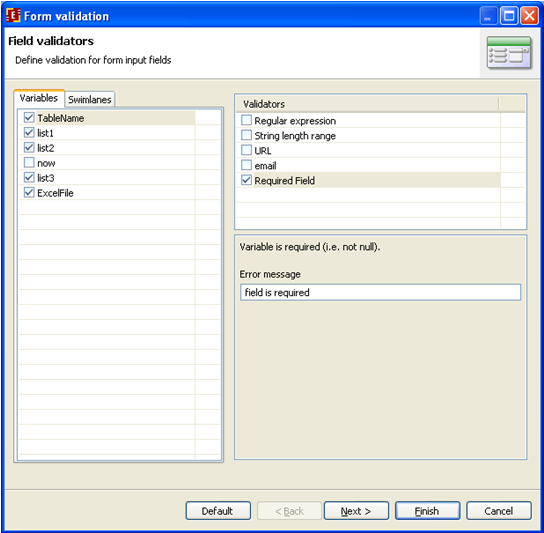 Form validation
Field validators
Define validation for form input fields
Variables
Swimlanes
TableName
list1
list2
now
list3
ExcelFile
Validators
Regular expression
String length range
URL
email
Required Field
Variable is required (i.e. not null).
Error message
field is required
Default
< Back
Next >
Finish
Cancel